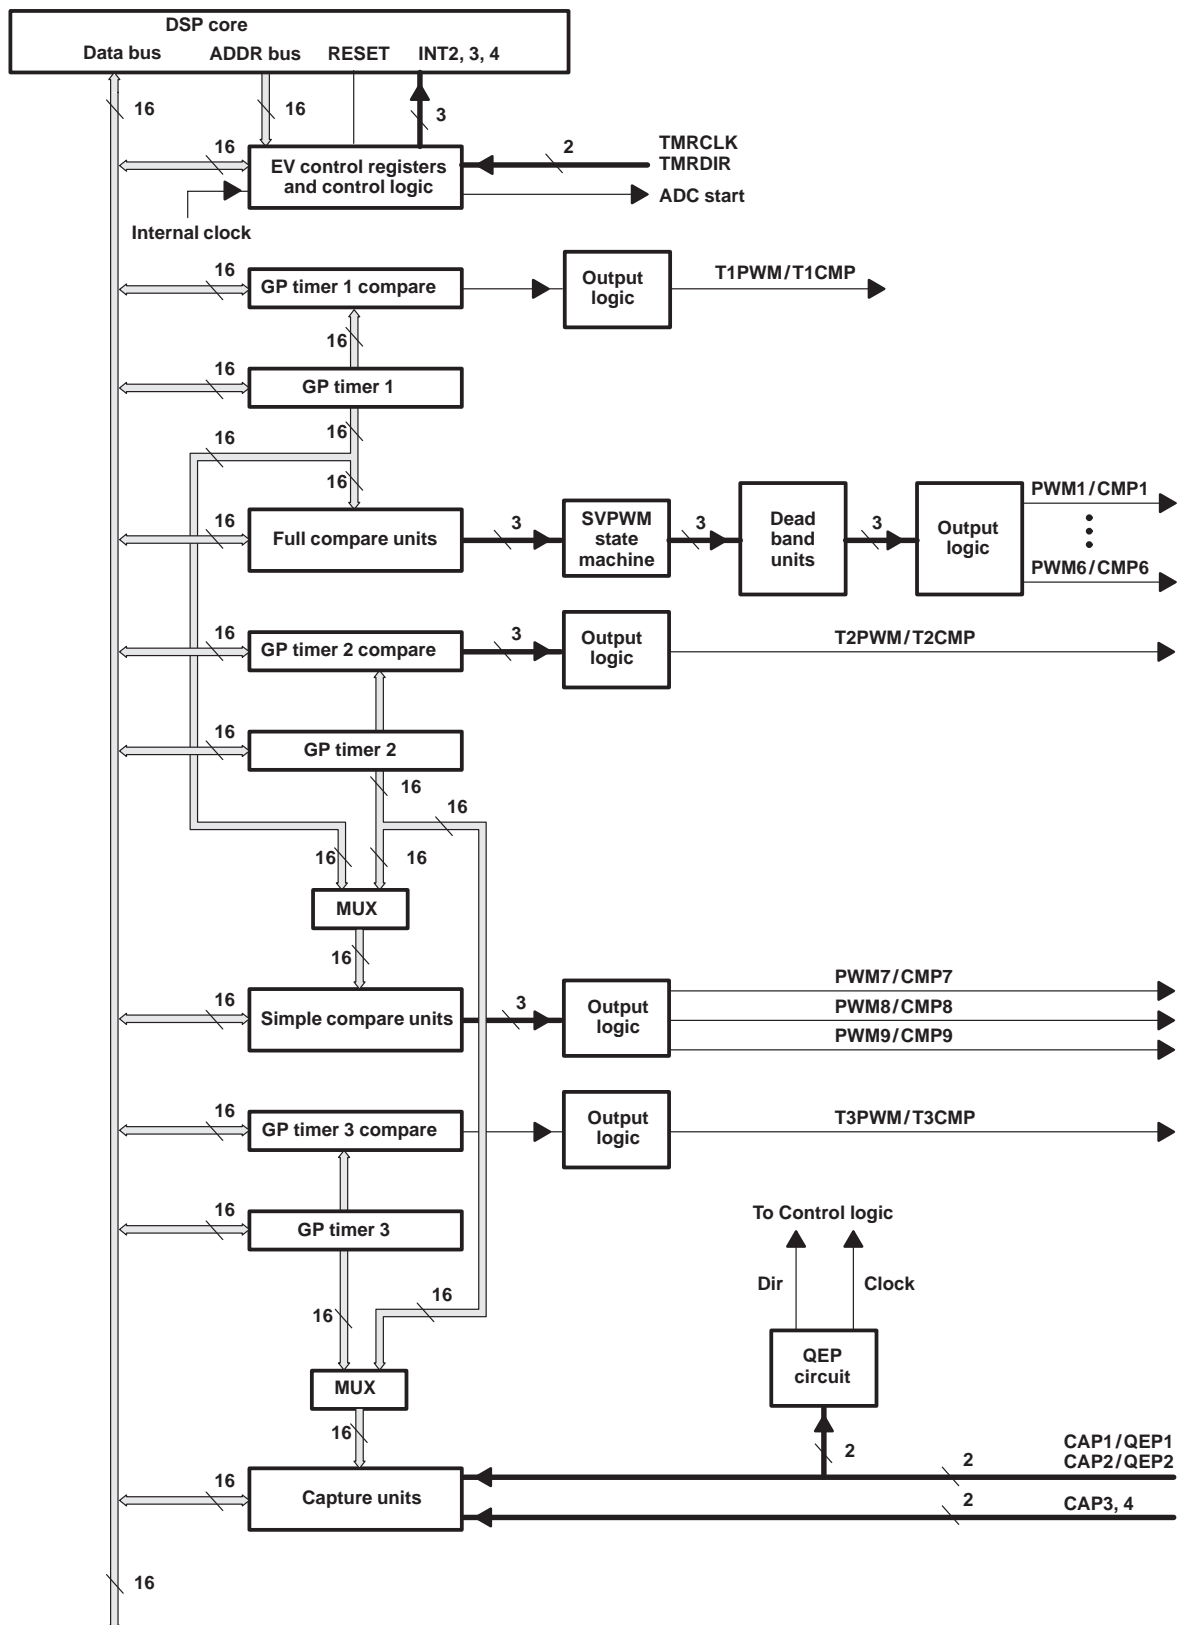 DSP core
Data bus ADDR bus RESET INT2, 3, 4
16 16 3
16 2 TMRCLK
TMRDIR
EV control registers
and control logic
ADC start
Internal clock
16 GP timer 1 compare Output
logic
T1PWM/T1CMP
16
16 GP timer 1
16
16
16
16 Full compare units 3 SVPWM
state
machine
3 Dead
band
units
3 Output
logic
PWM1/CMP1
PWM6/CMP6
16 GP timer 2 compare 3 Output
logic
T2PWM/T2CMP
16 GP timer 2
16
16
16 16
MUX
16
16 Simple compare units 3 Output
logic
PWM7/CMP7
PWM8/CMP8
PWM9/CMP9
16 GP timer 3 compare Output
logic
T3PWM/T3CMP
16 GP timer 3
To Control logic
Dir Clock
16 16
QEP
circuit
MUX
16
2 2 CAP1/QEP1
CAP2/QEP2
16 Capture units
2 CAP3, 4
16